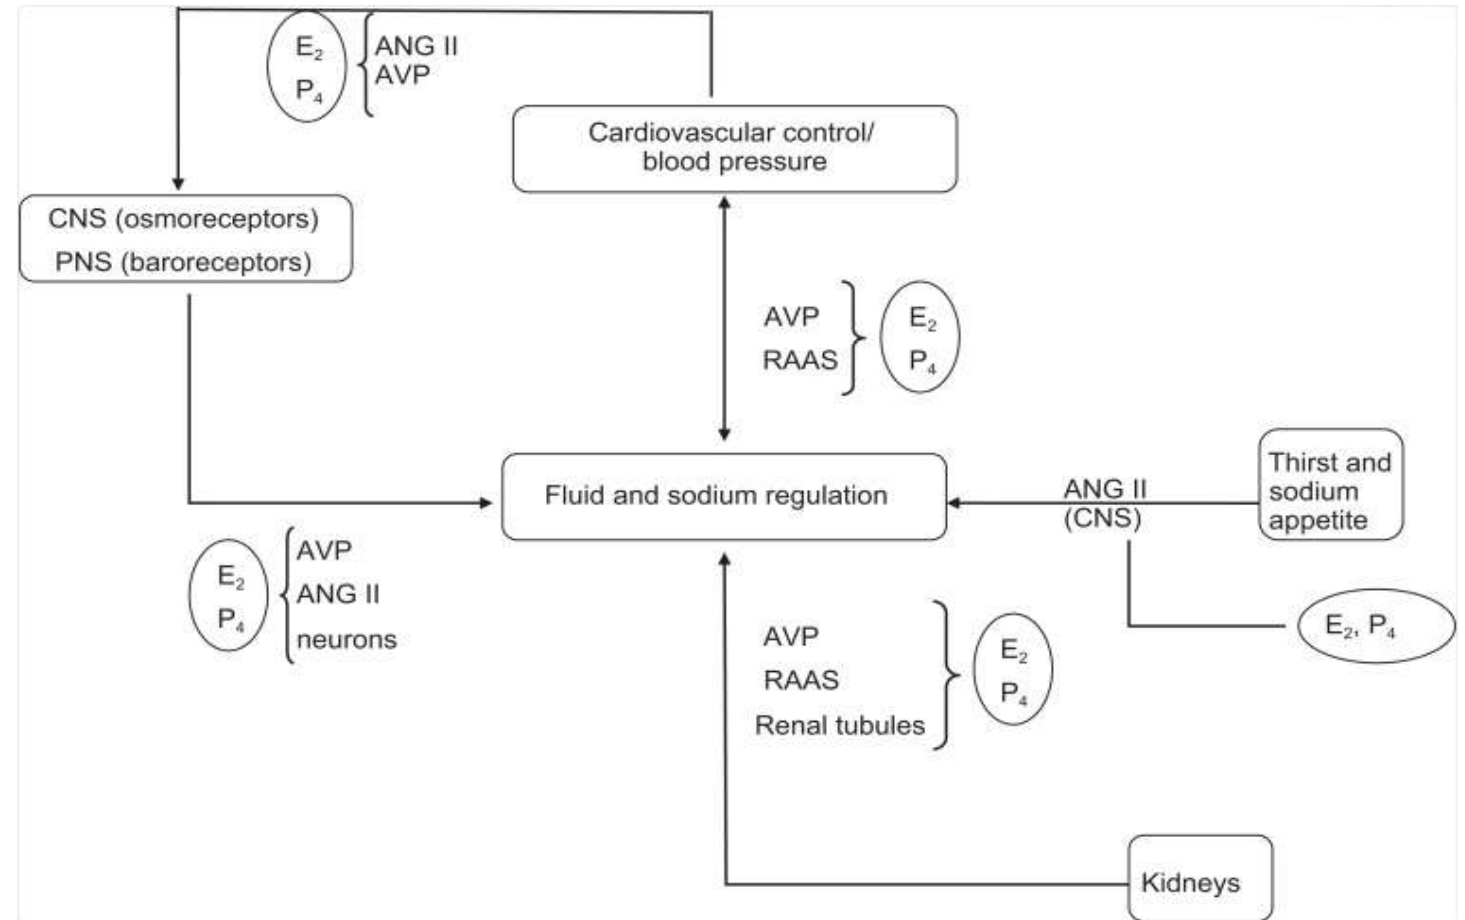 E₂
P₄
ANG II
AVP
Cardiovascular control/
blood pressure
CNS (osmoreceptors)
PNS (baroreceptors)
AVP
RAAS
E₂
P₄
Fluid and sodium regulation
ANG II
(CNS)
Thirst and
sodium
appetite
E₂, P₄
E₂
P₄
AVP
ANG II
neurons
AVP
RAAS
Renal tubules
E₂
P₄
Kidneys